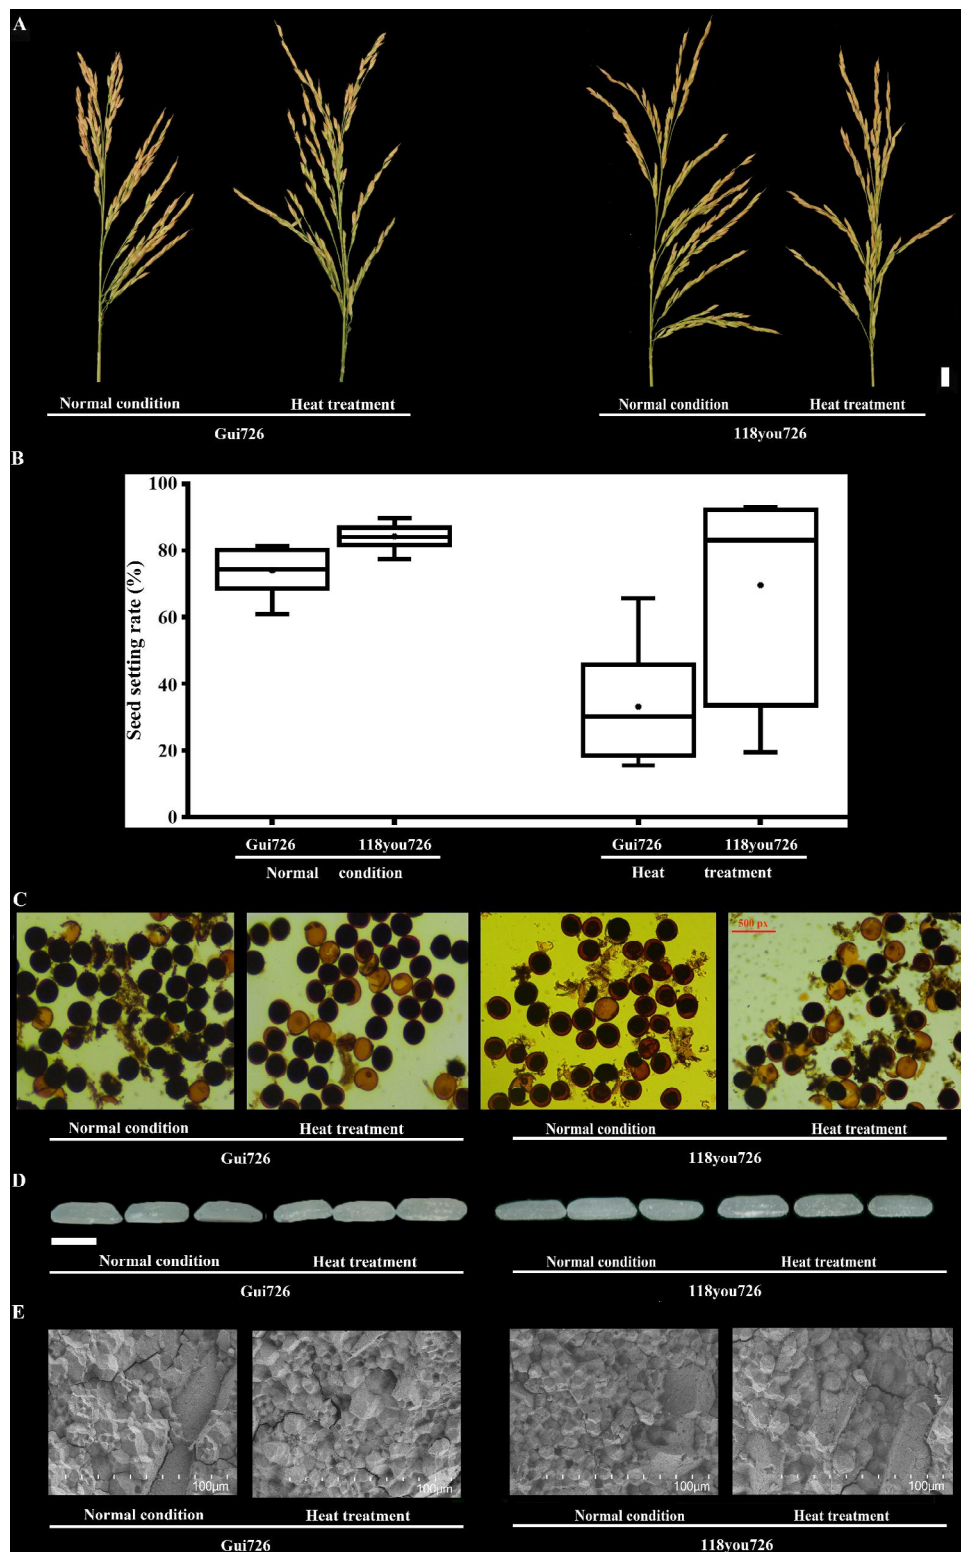 A
Normal condition Heat treatment Normal condition Heat treatment
Gui726 118you726
B
100
80
60
40
20
0
Seed setting rate (%)
Gui726 118you726 Gui726 118you726
Normal condition Heat treatment
C
500 px
Normal condition Heat treatment Normal condition Heat treatment
Gui726 118you726
D
Normal condition Heat treatment Normal condition Heat treatment
Gui726 118you726
E
100μm 100μm 100μm 100μm
Normal condition Heat treatment Normal condition Heat treatment
Gui726 118you726